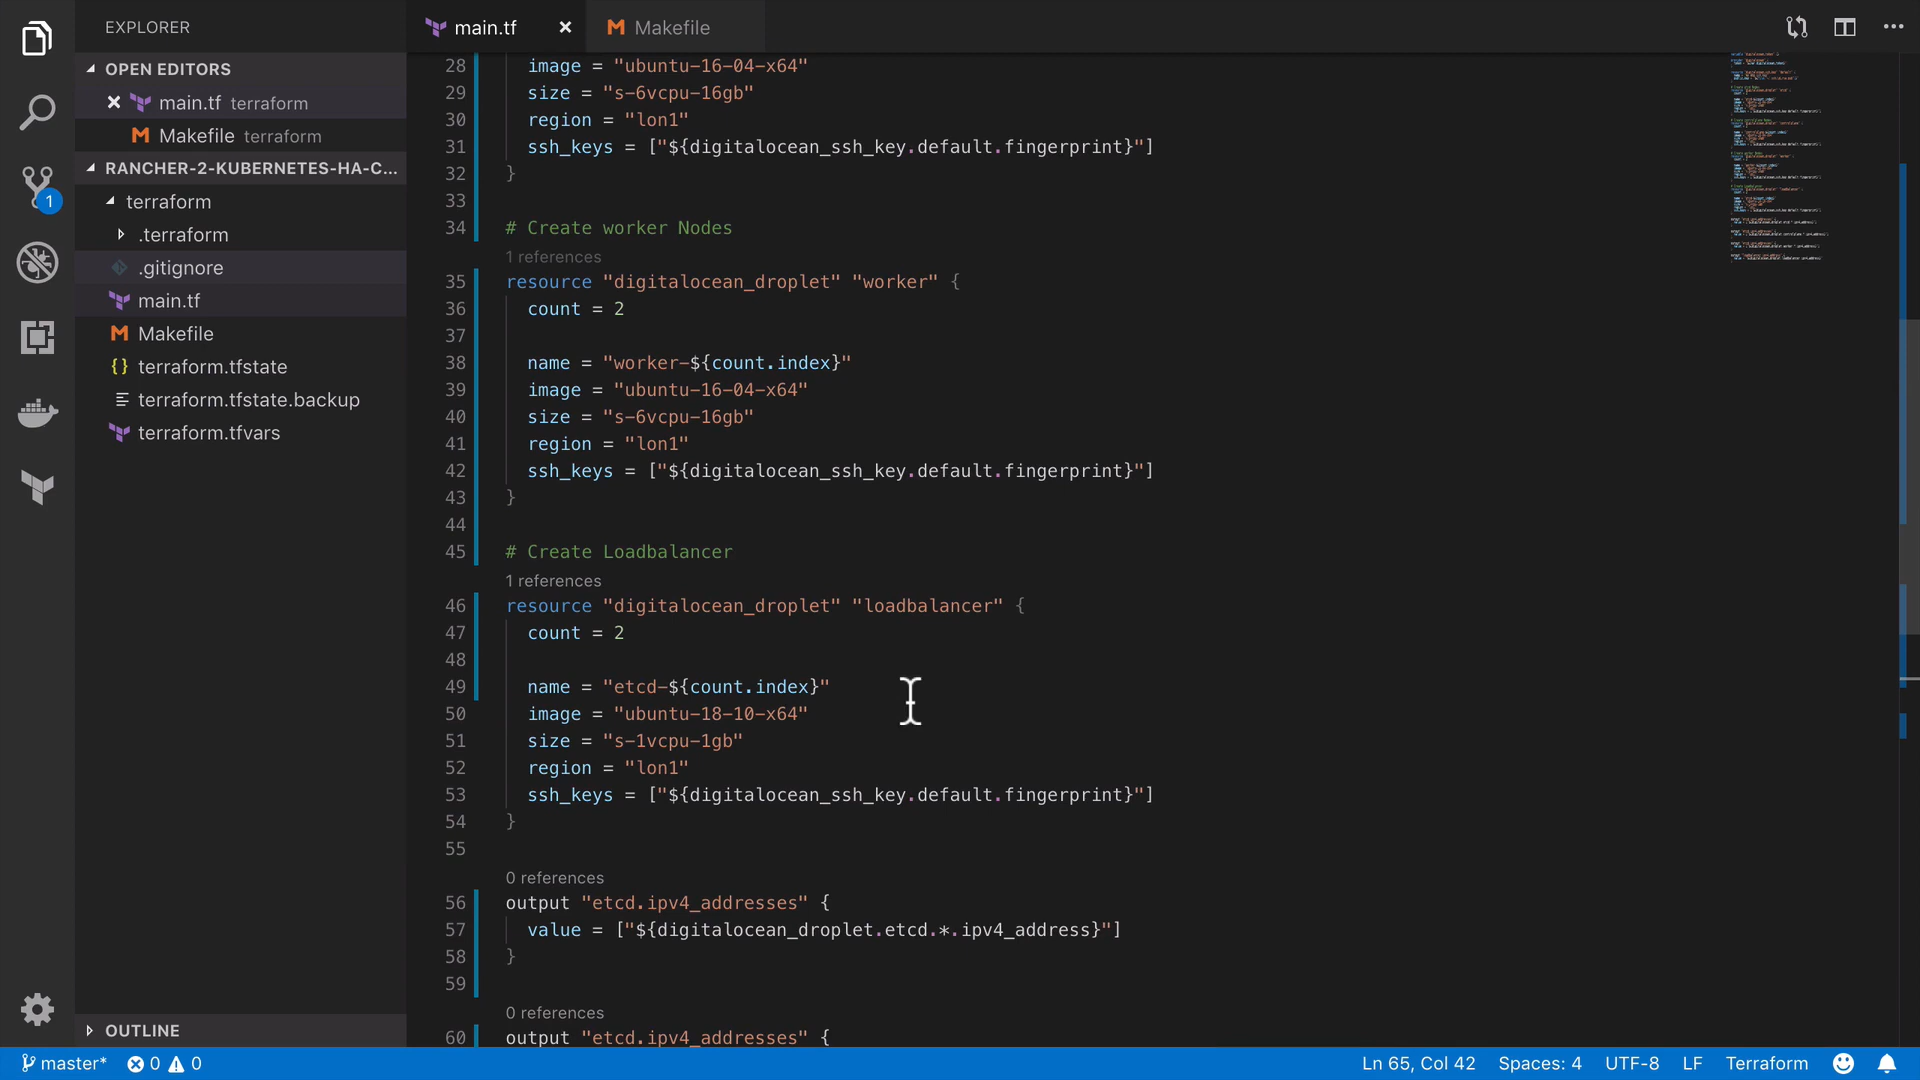 EXPLORER
OPEN EDITORS
main.tf terraform
Makefile terraform
RANCHER-2-KUBERNETES-HA-C...
terraform
.terraform
.gitignore
main.tf
Makefile
terraform.tfstate
terraform.tfstate.backup
terraform.tfvars
OUTLINE
1
main.tf
Makefile
28 image = "ubuntu-16-04-x64"
29 size = "s-6vcpu-16gb"
30 region = "lon1"
31 ssh_keys = ["${digitalocean_ssh_key.default.fingerprint}"]
32 }
33
34 # Create worker Nodes
1 references
35 resource "digitalocean_droplet" "worker" {
36 count = 2
37
38 name = "worker-${count.index}"
39 image = "ubuntu-16-04-x64"
40 size = "s-6vcpu-16gb"
41 region = "lon1"
42 ssh_keys = ["${digitalocean_ssh_key.default.fingerprint}"]
43 }
44
45 # Create Loadbalancer
1 references
46 resource "digitalocean_droplet" "loadbalancer" {
47 count = 2
48
49 name = "etcd-${count.index}"
50 image = "ubuntu-18-10-x64"
51 size = "s-1vcpu-1gb"
52 region = "lon1"
53 ssh_keys = ["${digitalocean_ssh_key.default.fingerprint}"]
54 }
55
0 references
56 output "etcd.ipv4_addresses" {
57 value = ["${digitalocean_droplet.etcd.*.ipv4_address}"]
58 }
59
0 references
60 output "etcd.ipv4_addresses" {
master* 0 0
Ln 65, Col 42 Spaces: 4 UTF-8 LF Terraform